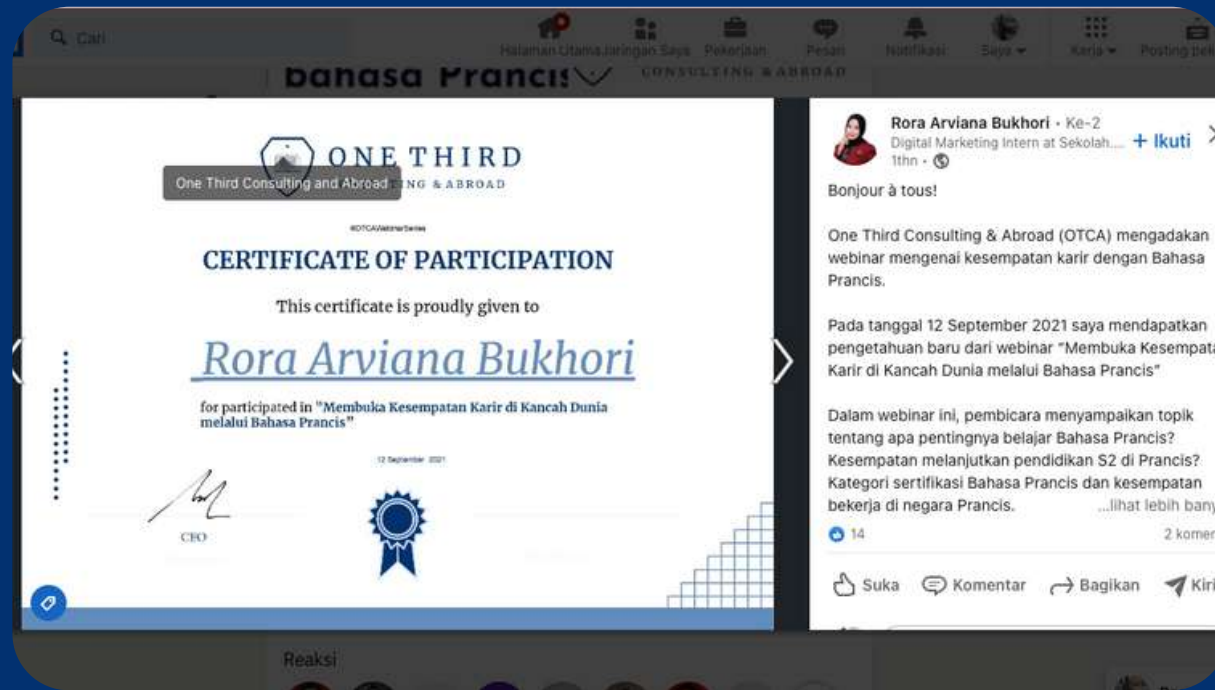 Cari
Halaman Utama
Jaringan Saya
Pekerjaan
Pesan
Notifikasi
Saya
Kerja
Posting
bahasa Prancis
CONSULTING & ABROAD
ONE THIRD
One Third Consulting and Abroad
NG & ABROAD
#OTCAWebinarSeries
CERTIFICATE OF PARTICIPATION
This certificate is proudly given to
Rora Arviana Bukhori
for participated in "Membuka Kesempatan Karir di Kancah Dunia
melalui Bahasa Prancis"
12 September 2021
CEO
Rora Arviana Bukhori • Ke-2
Digital Marketing Intern at Sekolah....
+ Ikuti
1thn •
Bonjour à tous!
One Third Consulting & Abroad (OTCA) mengadakan
webinar mengenai kesempatan karir dengan Bahasa
Prancis.
Pada tanggal 12 September 2021 saya mendapatkan
pengetahuan baru dari webinar "Membuka Kesempata
Karir di Kancah Dunia melalui Bahasa Prancis"
Dalam webinar ini, pembicara menyampaikan topik
tentang apa pentingnya belajar Bahasa Prancis?
Kesempatan melanjutkan pendidikan S2 di Prancis?
Kategori sertifikasi Bahasa Prancis dan kesempatan
bekerja di negara Prancis. ...lihat lebih bany
14
2 komen
Suka
Komentar
Bagikan
Kiri
Reaksi